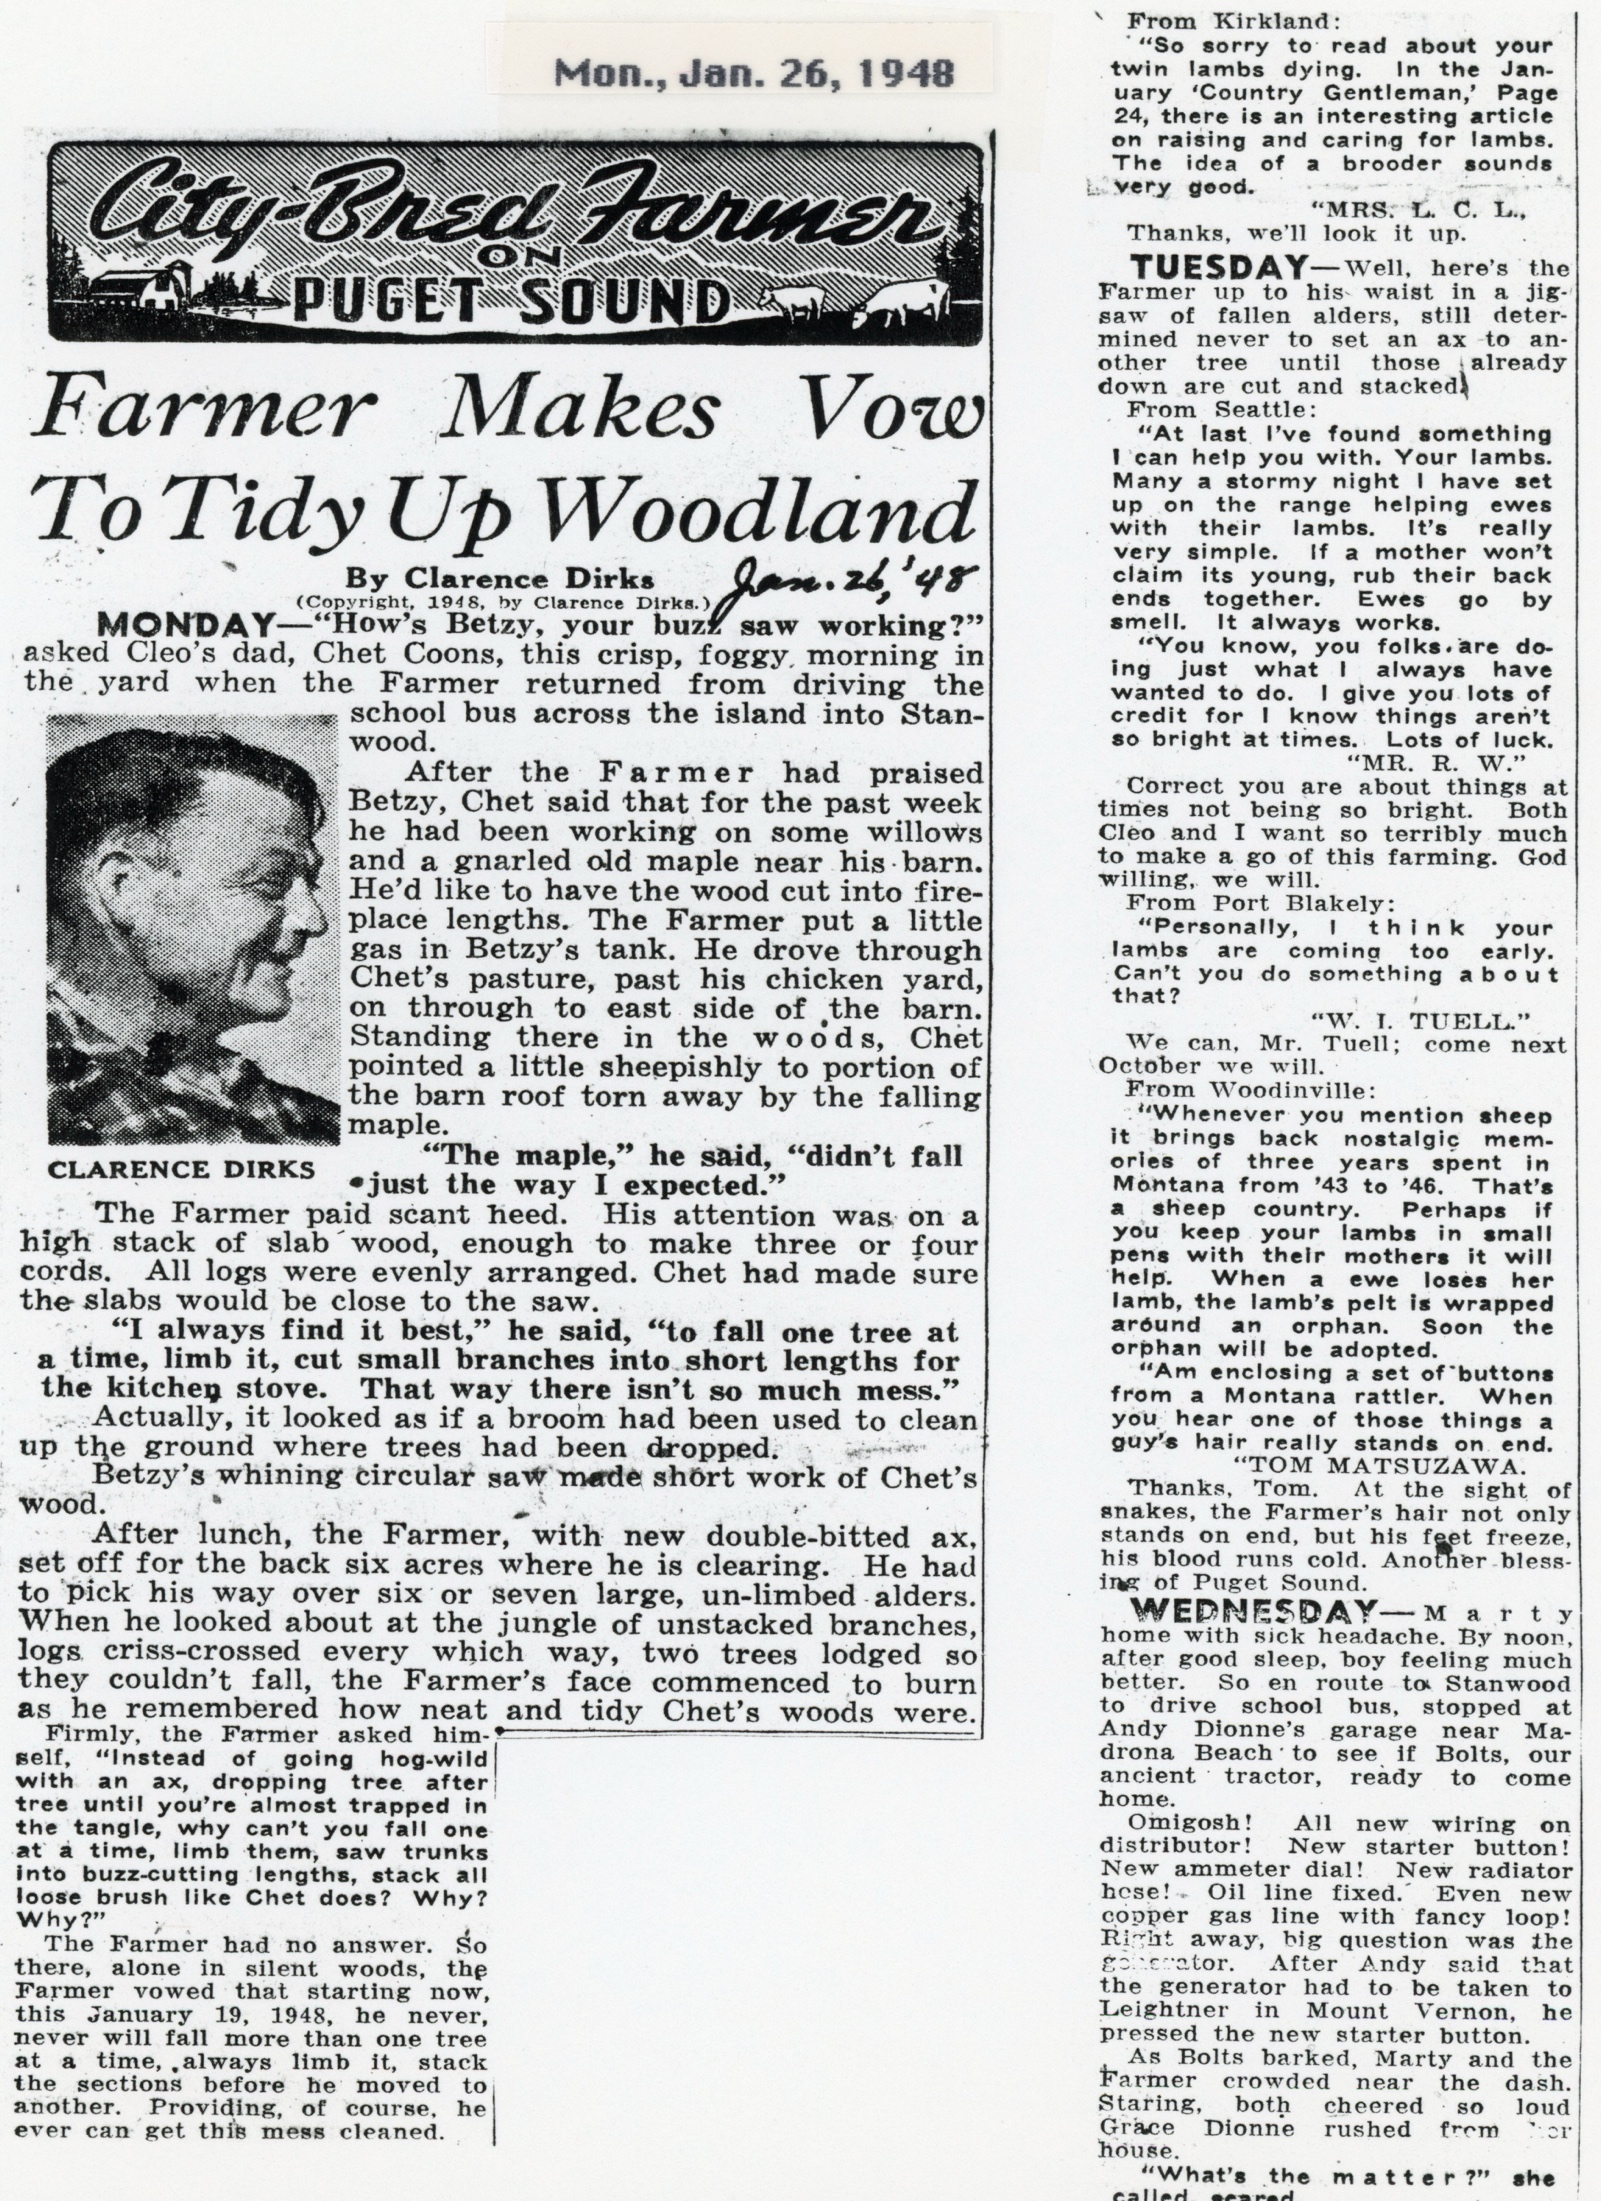 Mon., Jan. 26, 1948
City-Bred Farmer
ON
PUGET SOUND
Farmer Makes Vow
To Tidy Up Woodland
By Clarence Dirks
Jan. 26, '48
(Copyright, 1948, by Clarence Dirks.)
MONDAY—"How's Betzy, your buzz saw working?"
asked Cleo's dad, Chet Coons, this crisp, foggy morning in
the yard when the Farmer returned from driving the
school bus across the island into Stan-
wood.
After the Farmer had praised
Betzy, Chet said that for the past week
he had been working on some willows
and a gnarled old maple near his barn.
He'd like to have the wood cut into fire-
place lengths. The Farmer put a little
gas in Betzy's tank. He drove through
Chet's pasture, past his chicken yard,
on through to east side of the barn.
Standing there in the woods, Chet
pointed a little sheepishly to portion of
the barn roof torn away by the falling
maple.
CLARENCE DIRKS
"The maple," he said, "didn't fall
just the way I expected."
The Farmer paid scant heed. His attention was on a
high stack of slab wood, enough to make three or four
cords. All logs were evenly arranged. Chet had made sure
the slabs would be close to the saw.
"I always find it best," he said, "to fall one tree at
a time, limb it, cut small branches into short lengths for
the kitchen stove. That way there isn't so much mess."
Actually, it looked as if a broom had been used to clean
up the ground where trees had been dropped.
Betzy's whining circular saw made short work of Chet's
wood.
After lunch, the Farmer, with new double-bitted ax,
set off for the back six acres where he is clearing. He had
to pick his way over six or seven large, un-limbed alders.
When he looked about at the jungle of unstacked branches,
logs criss-crossed every which way, two trees lodged so
they couldn't fall, the Farmer's face commenced to burn
as he remembered how neat and tidy Chet's woods were.
Firmly, the Farmer asked him-
self, "Instead of going hog-wild
with an ax, dropping tree after
tree until you're almost trapped in
the tangle, why can't you fall one
at a time, limb them, saw trunks
into buzz-cutting lengths, stack all
loose brush like Chet does? Why?
Why?"
The Farmer had no answer. So
there, alone in silent woods, the
Farmer vowed that starting now,
this January 19, 1948, he never,
never will fall more than one tree
at a time, always limb it, stack
the sections before he moved to
another. Providing, of course, he
ever can get this mess cleaned.
From Kirkland:
"So sorry to read about your
twin lambs dying. In the Jan-
uary 'Country Gentleman,' Page
24, there is an interesting article
on raising and caring for lambs.
The idea of a brooder sounds
very good.
"MRS. L. C. L.,
Thanks, we'll look it up.
TUESDAY—Well, here's the
Farmer up to his waist in a jig-
saw of fallen alders, still deter-
mined never to set an ax to an-
other tree until those already
down are cut and stacked.
From Seattle:
"At last I've found something
I can help you with. Your lambs.
Many a stormy night I have set
up on the range helping ewes
with their lambs. It's really
very simple. If a mother won't
claim its young, rub their back
ends together. Ewes go by
smell. It always works.
"You know, you folks are do-
ing just what I always have
wanted to do. I give you lots of
credit for I know things aren't
so bright at times. Lots of luck.
"MR. R. W."
Correct you are about things at
times not being so bright. Both
Cleo and I want so terribly much
to make a go of this farming. God
willing, we will.
From Port Blakely:
"Personally, I think your
lambs are coming too early.
Can't you do something about
that?
"W. I. TUELL."
We can, Mr. Tuell; come next
October we will.
From Woodinville:
"Whenever you mention sheep
it brings back nostalgic mem-
ories of three years spent in
Montana from '43 to '46. That's
a sheep country. Perhaps if
you keep your lambs in small
pens with their mothers it will
help. When a ewe loses her
lamb, the lamb's pelt is wrapped
around an orphan. Soon the
orphan will be adopted.
"Am enclosing a set of buttons
from a Montana rattler. When
you hear one of those things a
guy's hair really stands on end.
"TOM MATSUZAWA.
Thanks, Tom. At the sight of
snakes, the Farmer's hair not only
stands on end, but his feet freeze,
his blood runs cold. Another bless-
ing of Puget Sound.
WEDNESDAY—Marty
home with sick headache. By noon,
after good sleep, boy feeling much
better. So en route to Stanwood
to drive school bus, stopped at
Andy Dionne's garage near Ma-
drona Beach to see if Bolts, our
ancient tractor, ready to come
home.
Omigosh! All new wiring on
distributor! New starter button!
New ammeter dial! New radiator
hose! Oil line fixed. Even new
copper gas line with fancy loop!
Right away, big question was the
generator. After Andy said that
the generator had to be taken to
Leightner in Mount Vernon, he
pressed the new starter button.
As Bolts barked, Marty and the
Farmer crowded near the dash.
Staring, both cheered so loud
Grace Dionne rushed from her
house.
"What's the matter?" she
called, scared.